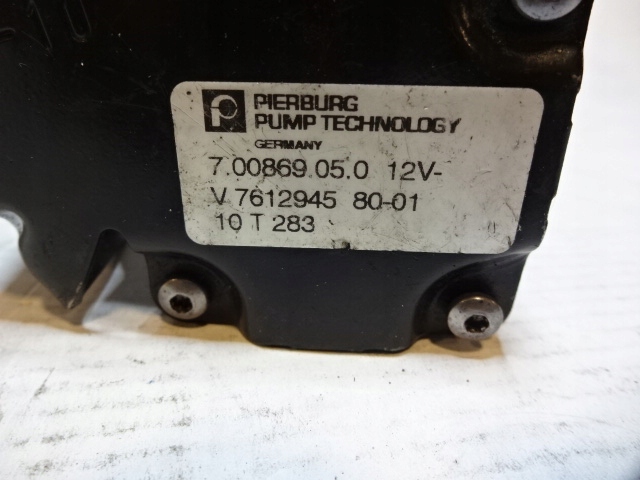 PIERBURG
PUMP TECHNOLOGY
GERMANY
7.00869.05.0 12V-
V 7612945 80-01
10 T 283